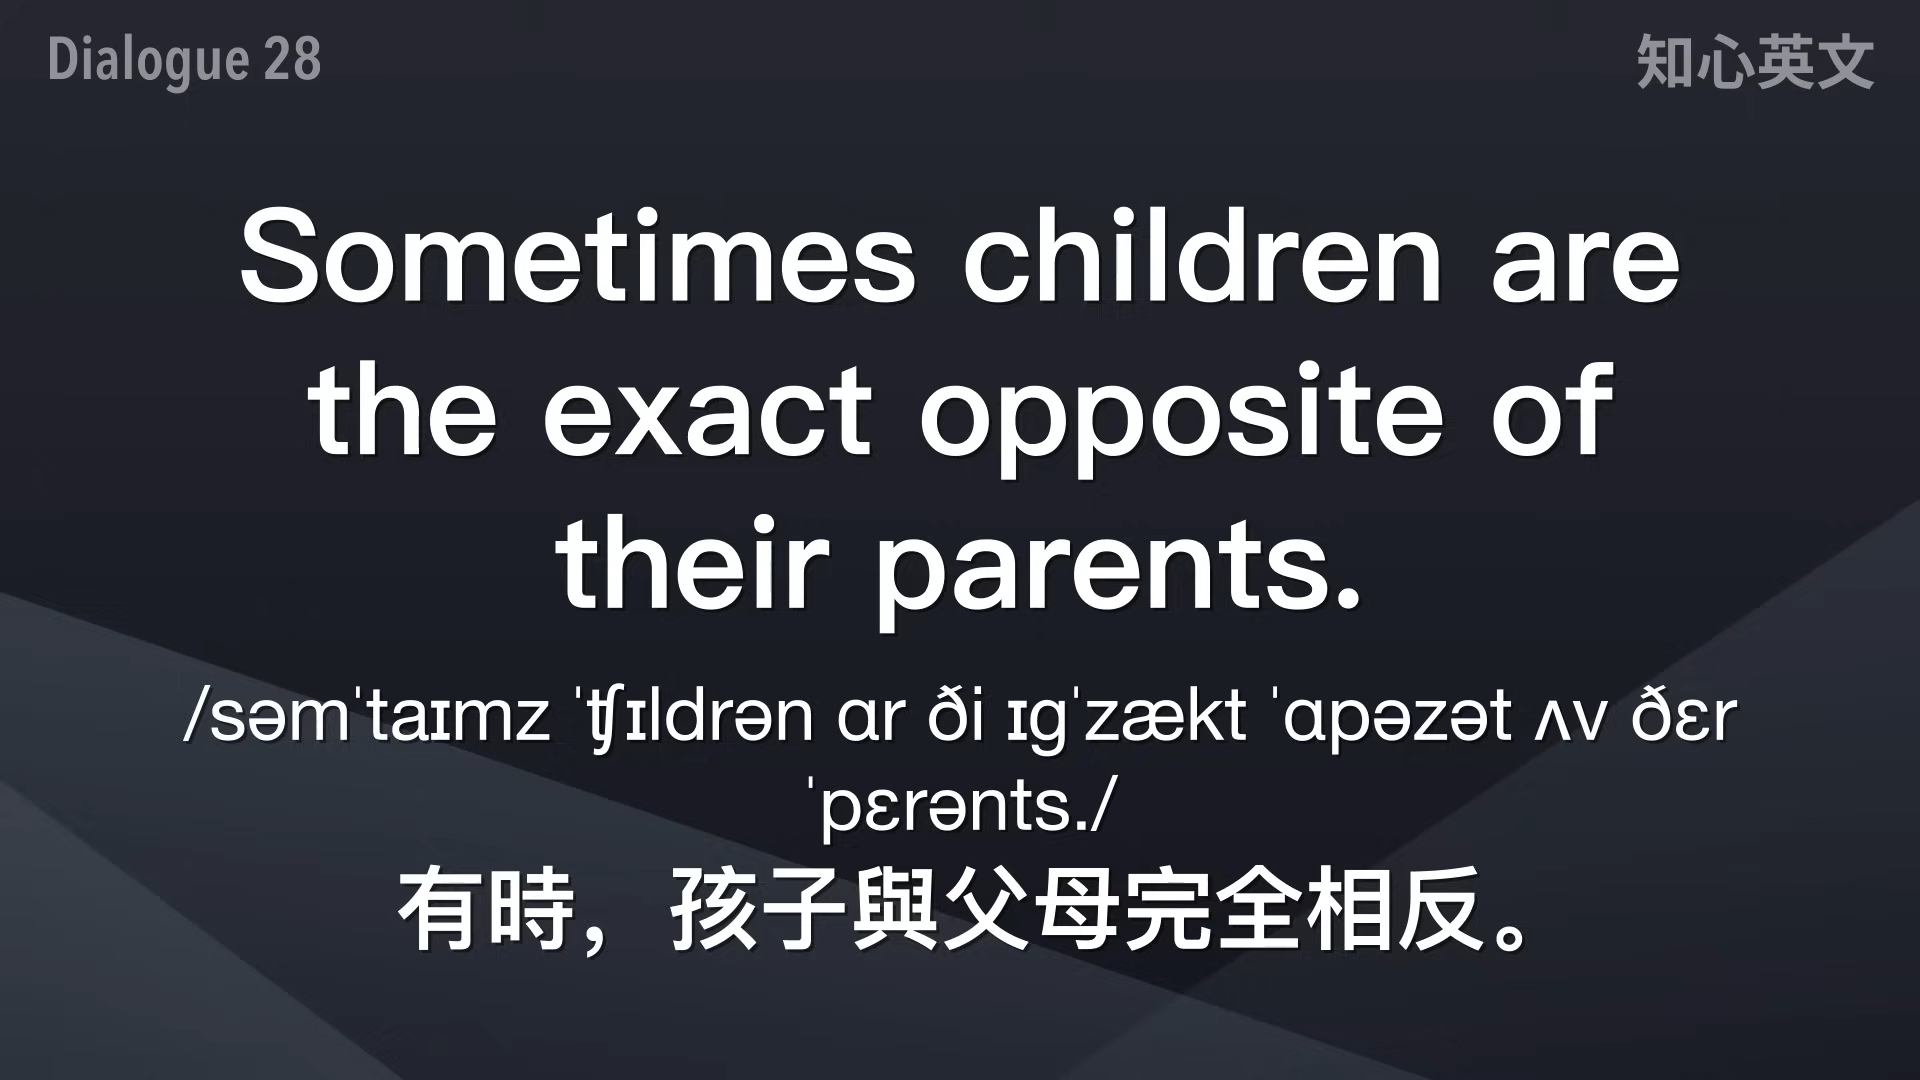 Dialogue 28
知心英文
Sometimes children are
the exact opposite of
their parents.
/səmˈtaɪmz ˈʧɪldrən ɑr ði ɪgˈzækt ˈɑpəzət ʌv ðɛr
ˈpɛrənts./
有時，孩子與父母完全相反。